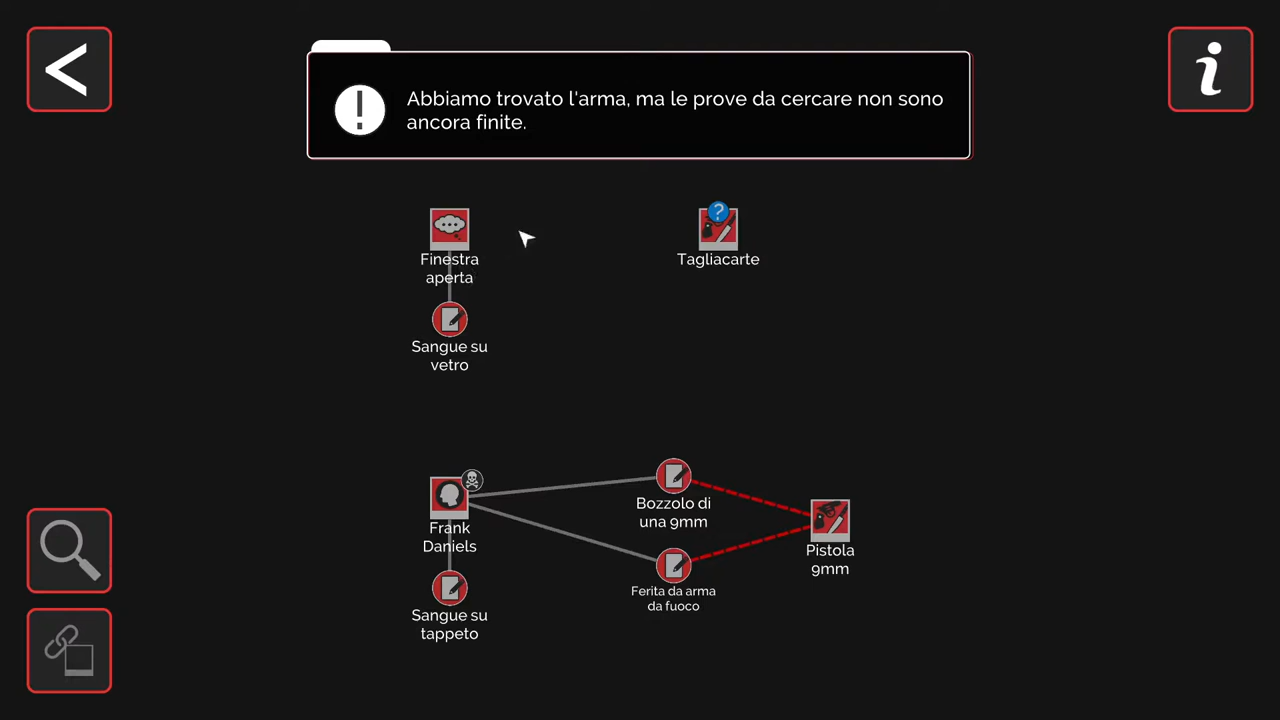 Abbiamo trovato l'arma, ma le prove da cercare non sono
ancora finite.
Finestra
aperta
Tagliacarte
Sangue su
vetro
Frank
Daniels
Bozzolo di
una 9mm
Pistola
9mm
Ferita da arma
da fuoco
Sangue su
tappeto